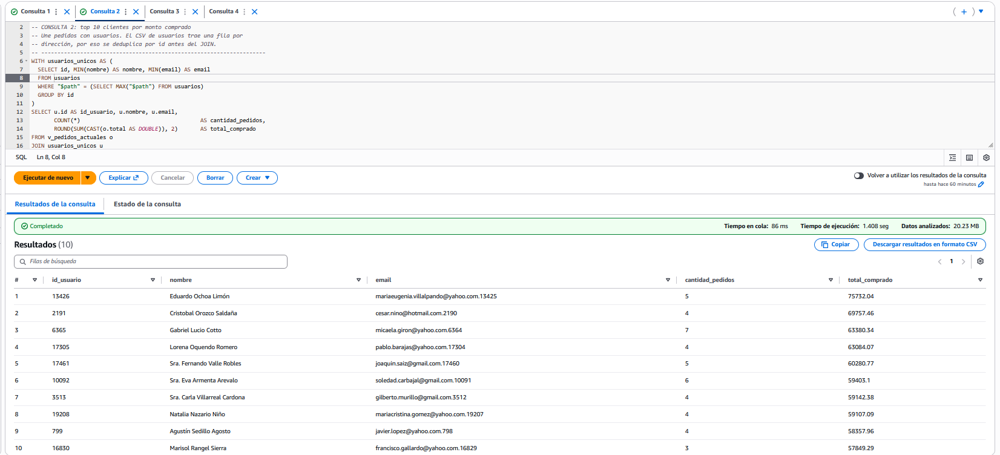 Consulta 1
Consulta 2
Consulta 3
Consulta 4
2 -- CONSULTA 2: top 10 clientes por monto comprado
3 -- Une pedidos con usuarios. El CSV de usuarios trae una fila por
4 -- dirección, por eso se deduplica por id antes del JOIN.
5 -- -----------------------------------------------------------
6 WITH usuarios_unicos AS (
7 SELECT id, MIN(nombre) AS nombre, MIN(email) AS email
8 FROM usuarios
9 WHERE "$path" = (SELECT MAX("$path") FROM usuarios)
10 GROUP BY id
11 )
12 SELECT u.id AS id_usuario, u.nombre, u.email,
13 COUNT(*) AS cantidad_pedidos,
14 ROUND(SUM(CAST(o.total AS DOUBLE)), 2) AS total_comprado
15 FROM v_pedidos_actuales o
16 JOIN usuarios_unicos u
SQL Ln 8, Col 8
Ejecutar de nuevo Explicar Cancelar Borrar Crear
Volver a utilizar los resultados de la consulta
hasta hace 60 minutos
Resultados de la consulta Estado de la consulta
Completado Tiempo en cola: 86 ms Tiempo de ejecución: 1.408 seg Datos analizados: 20.23 MB
Resultados (10) Copiar Descargar resultados en formato CSV
Filas de búsqueda 1
# id_usuario nombre email cantidad_pedidos total_comprado
1 13426 Eduardo Ochoa Limón mariaeugenia.villalpando@yahoo.com.13425 5 75732.04
2 2191 Cristobal Orozco Saldaña cesar.nino@hotmail.com.2190 4 69757.46
3 6365 Gabriel Lucio Cotto micaela.giron@yahoo.com.6364 7 63380.34
4 17305 Lorena Oquendo Romero pablo.barajas@yahoo.com.17304 4 63084.07
5 17461 Sra. Fernando Valle Robles joaquin.saiz@gmail.com.17460 5 60280.77
6 10092 Sra. Eva Armenta Arevalo soledad.carbajal@gmail.com.10091 6 59403.1
7 3513 Sra. Carla Villarreal Cardona gilberto.murillo@gmail.com.3512 4 59142.38
8 19208 Natalia Nazario Niño mariacristina.gomez@yahoo.com.19207 4 59107.09
9 799 Agustín Sedillo Agosto javier.lopez@yahoo.com.798 4 58357.96
10 16830 Marisol Rangel Sierra francisco.gallardo@yahoo.com.16829 3 57849.29